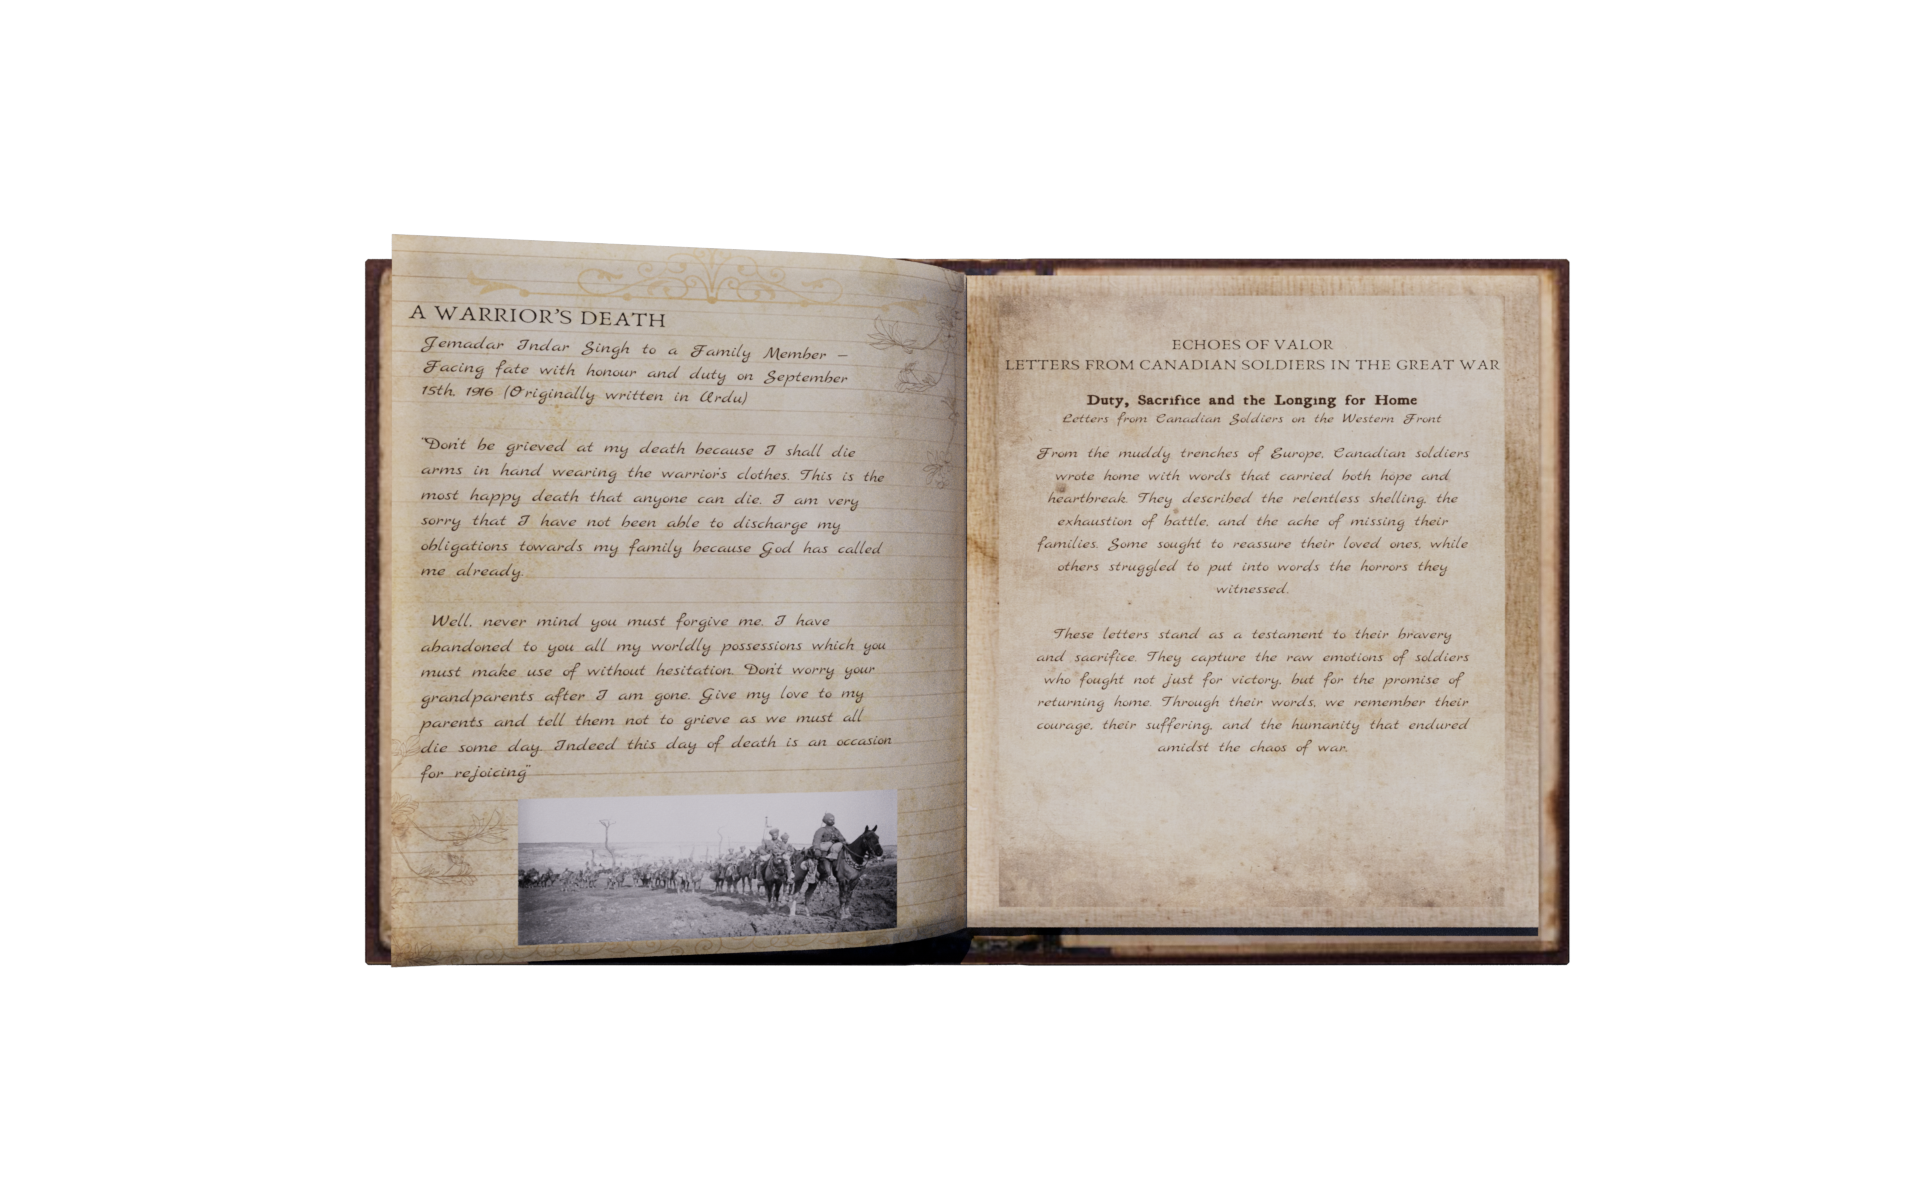 A WARRIOR'S DEATH
Jemadar Indar Singh to a Family Member –
Facing fate with honour and duty on September
15th, 1916 (Originally written in Urdu)
"Don't be grieved at my death because I shall die
arms in hand wearing the warrior's clothes. This is the
most happy death that anyone can die. I am very
sorry that I have not been able to discharge my
obligations towards my family because God has called
me already.
Well, never mind you must forgive me. I have
abandoned to you all my worldly possessions which you
must make use of without hesitation. Don't worry your
grandparents after I am gone. Give my love to my
parents and tell them not to grieve as we must all
die some day. Indeed this day of death is an occasion
for rejoicing"
ECHOES OF VALOR
LETTERS FROM CANADIAN SOLDIERS IN THE GREAT WAR
Duty, Sacrifice and the Longing for Home
Letters from Canadian Soldiers on the Western Front
From the muddy trenches of Europe, Canadian soldiers
wrote home with words that carried both hope and
heartbreak. They described the relentless shelling, the
exhaustion of battle, and the ache of missing their
families. Some sought to reassure their loved ones, while
others struggled to put into words the horrors they
witnessed.
These letters stand as a testament to their bravery
and sacrifice. They capture the raw emotions of soldiers
who fought not just for victory, but for the promise of
returning home. Through their words, we remember their
courage, their suffering, and the humanity that endured
amidst the chaos of war.